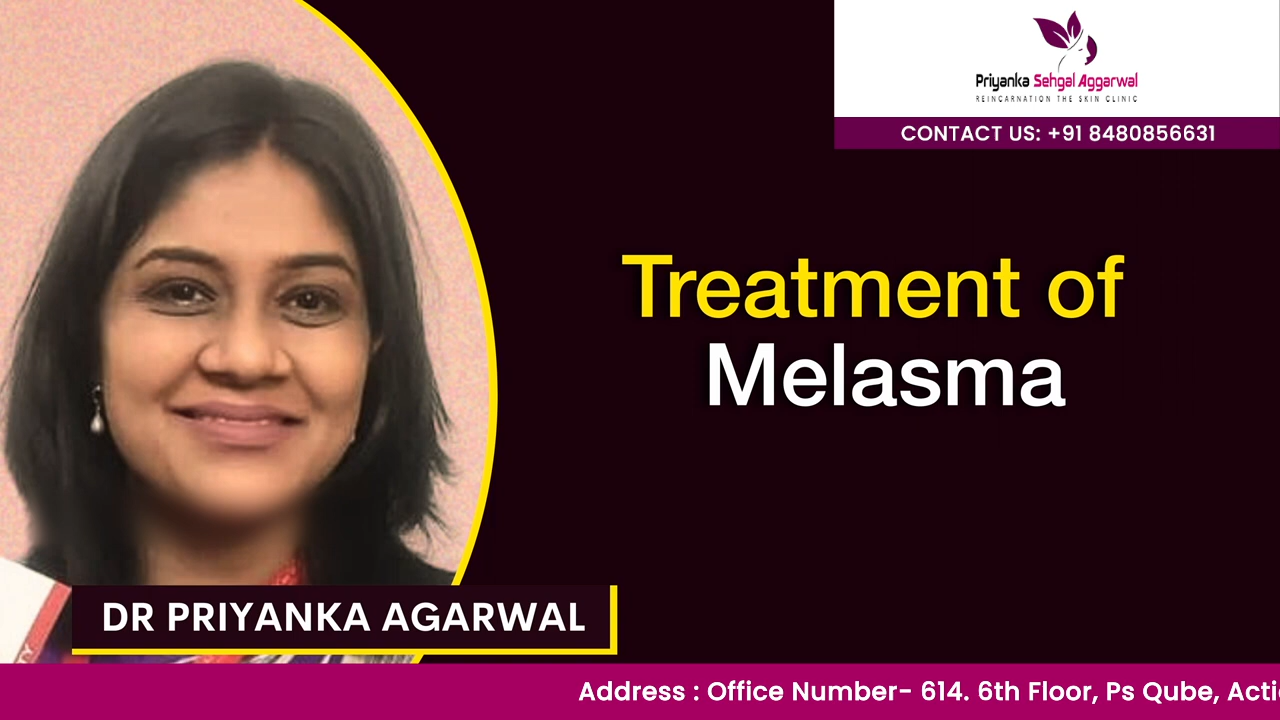 Priyanka Sehgal Aggarwal
REINCARNATION THE SKIN CLINIC
CONTACT US: +91 8480856631
Treatment of
Melasma
DR PRIYANKA AGARWAL
Address : Office Number- 614. 6th Floor, Ps Qube, Acti